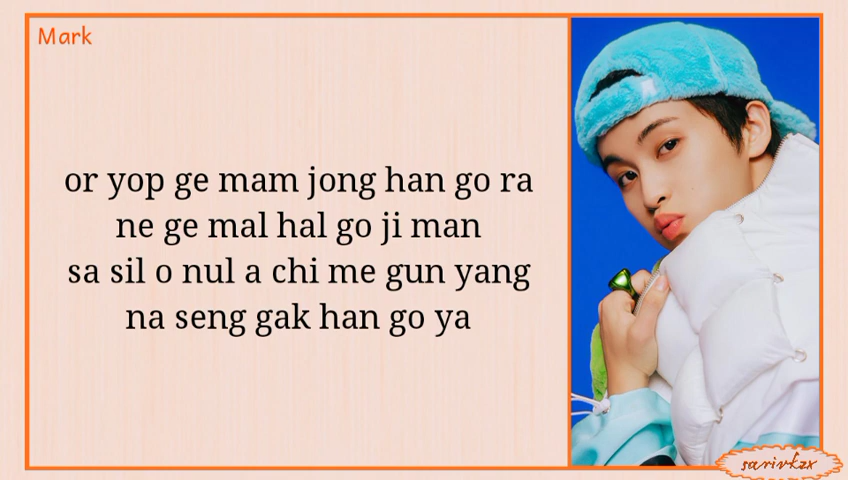 Mark
or yop ge mam jong han go ra
ne ge mal hal go ji man
sa sil o nul a chi me gun yang
na seng gak han go ya
sarivkzx